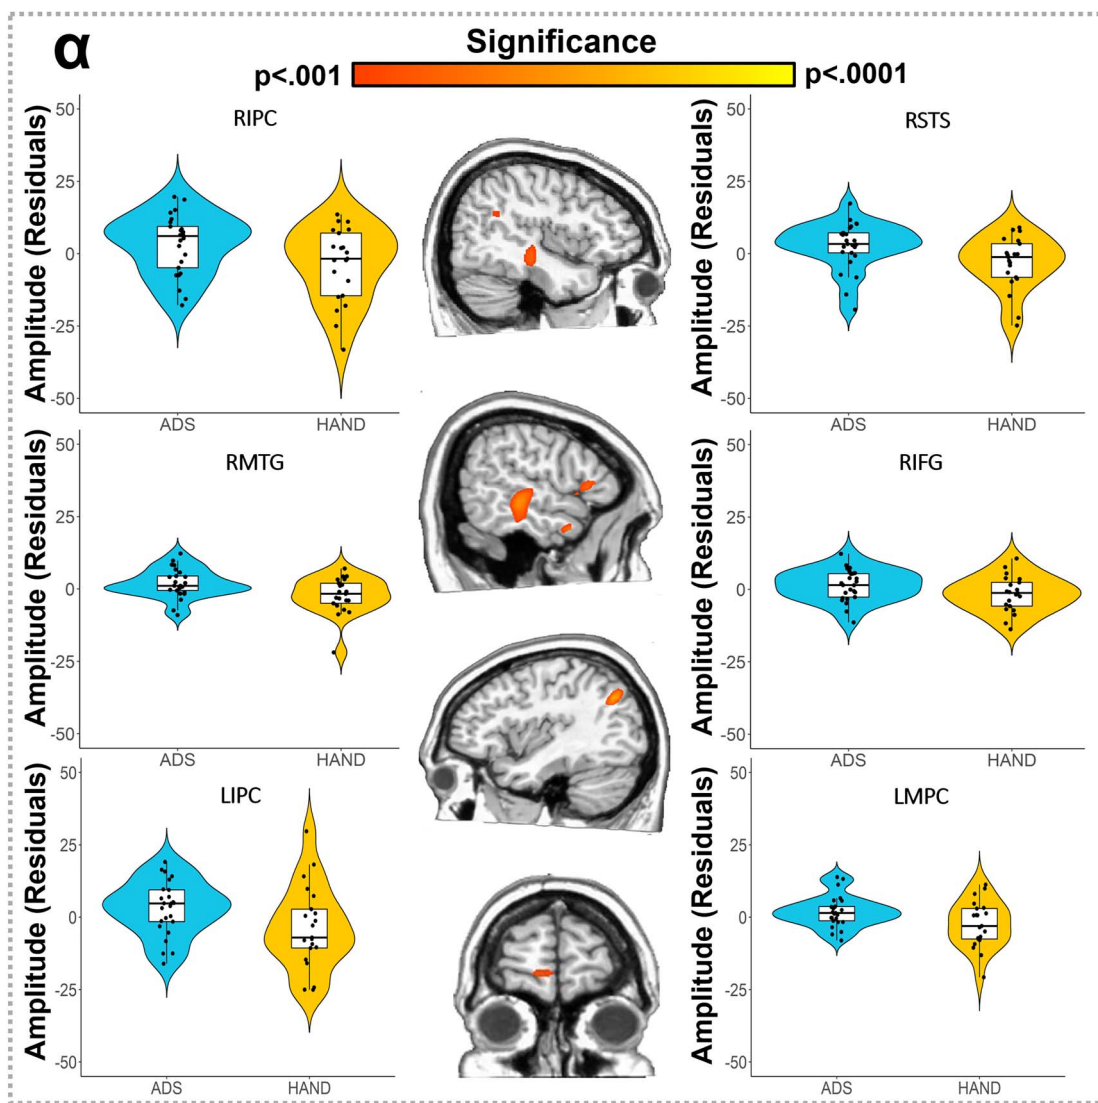 α
Significance
p<.001
p<.0001
RIPC
Amplitude (Residuals)
50
25
0
-25
-50
ADS HAND
RSTS
Amplitude (Residuals)
50
25
0
-25
-50
ADS HAND
RMTG
Amplitude (Residuals)
50
25
0
-25
-50
ADS HAND
RIFG
Amplitude (Residuals)
50
25
0
-25
-50
ADS HAND
LIPC
Amplitude (Residuals)
50
25
0
-25
-50
ADS HAND
LMPC
Amplitude (Residuals)
50
25
0
-25
-50
ADS HAND